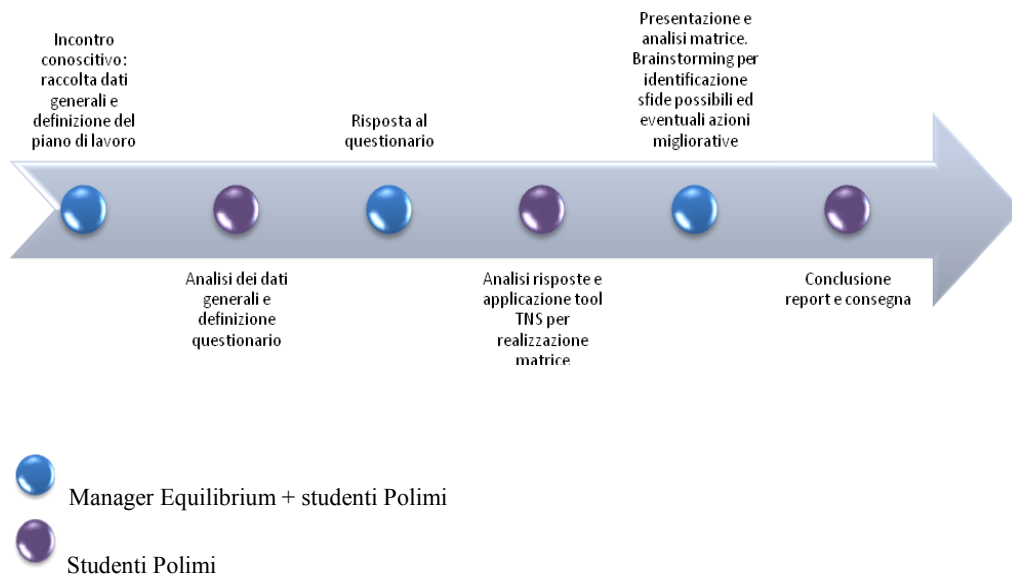 Incontro
conoscitivo:
raccolta dati
generali e
definizione del
piano di lavoro
Analisi dei dati
generali e
definizione
questionario
Risposta al
questionario
Analisi risposte e
applicazione tool
TNS per
realizzazione
matrice
Presentazione e
analisi matrice.
Brainstorming per
identificazione
sfide possibili ed
eventuali azioni
migliorative
Conclusione
report e consegna
Manager Equilibrium + studenti Polimi
Studenti Polimi